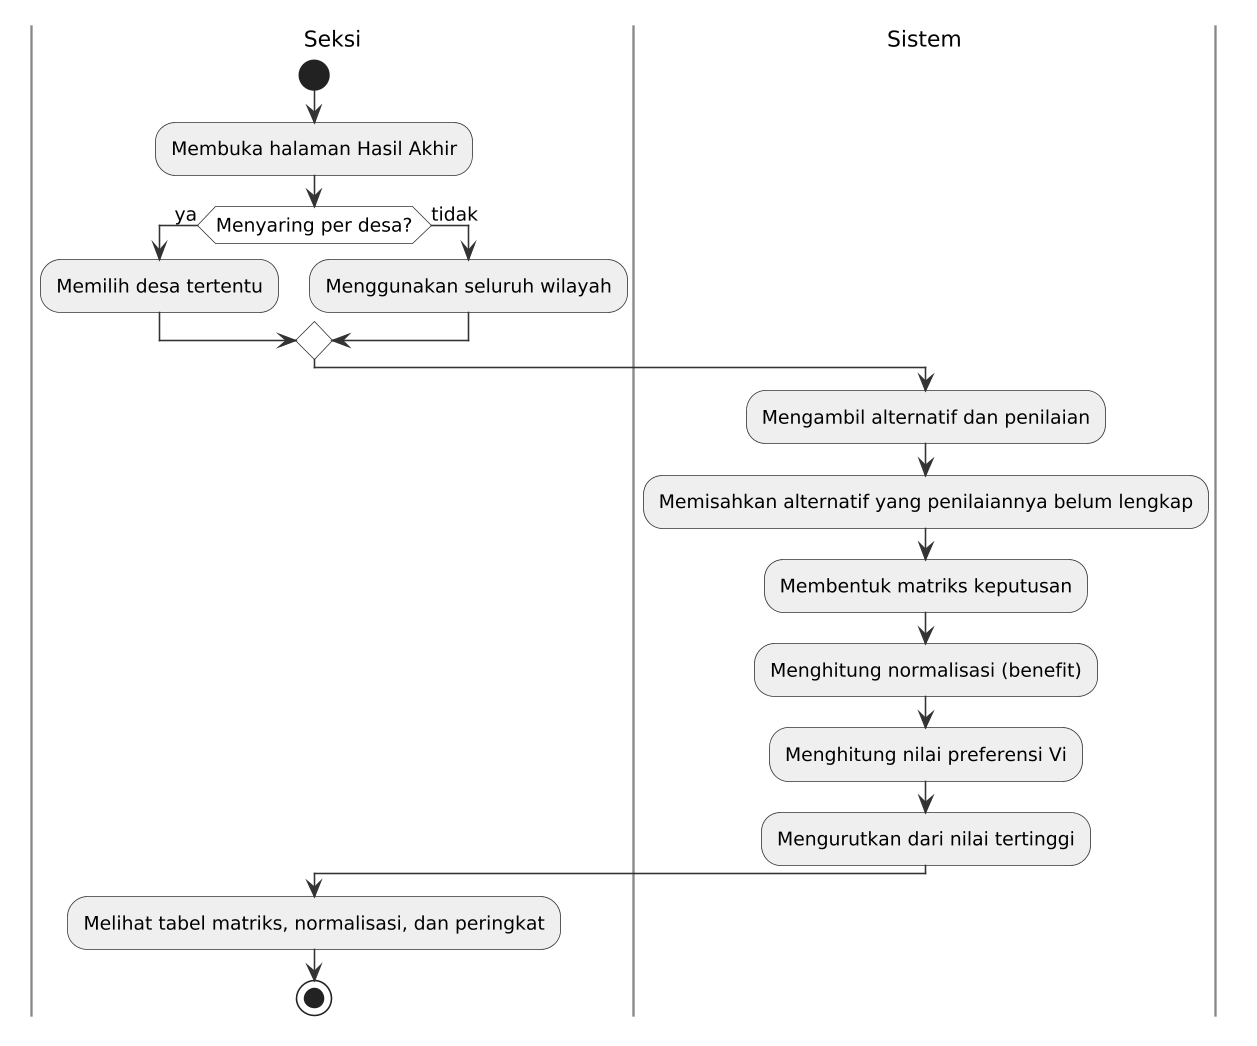 Seksi
Sistem
Membuka halaman Hasil Akhir
ya
Menyaring per desa?
tidak
Memilih desa tertentu
Menggunakan seluruh wilayah
Mengambil alternatif dan penilaian
Memisahkan alternatif yang penilaiannya belum lengkap
Membentuk matriks keputusan
Menghitung normalisasi (benefit)
Menghitung nilai preferensi Vi
Mengurutkan dari nilai tertinggi
Melihat tabel matriks, normalisasi, dan peringkat